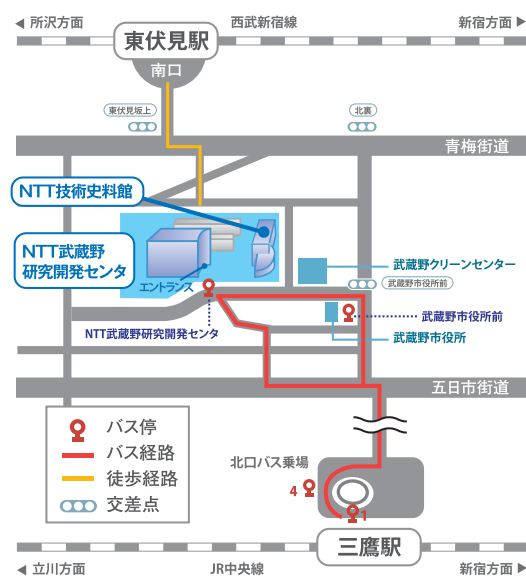 所沢方面
西武新宿線
新宿方面
東伏見駅
南口
東伏見坂上
北裏
青梅街道
NTT技術史料館
NTT武蔵野
研究開発センタ
エントランス
武蔵野クリーンセンター
武蔵野市役所前
武蔵野市役所前
NTT武蔵野研究開発センタ
武蔵野市役所
五日市街道
バス停
バス経路
徒歩経路
交差点
北口バス乗場
4
1
三鷹駅
立川方面
JR中央線
新宿方面